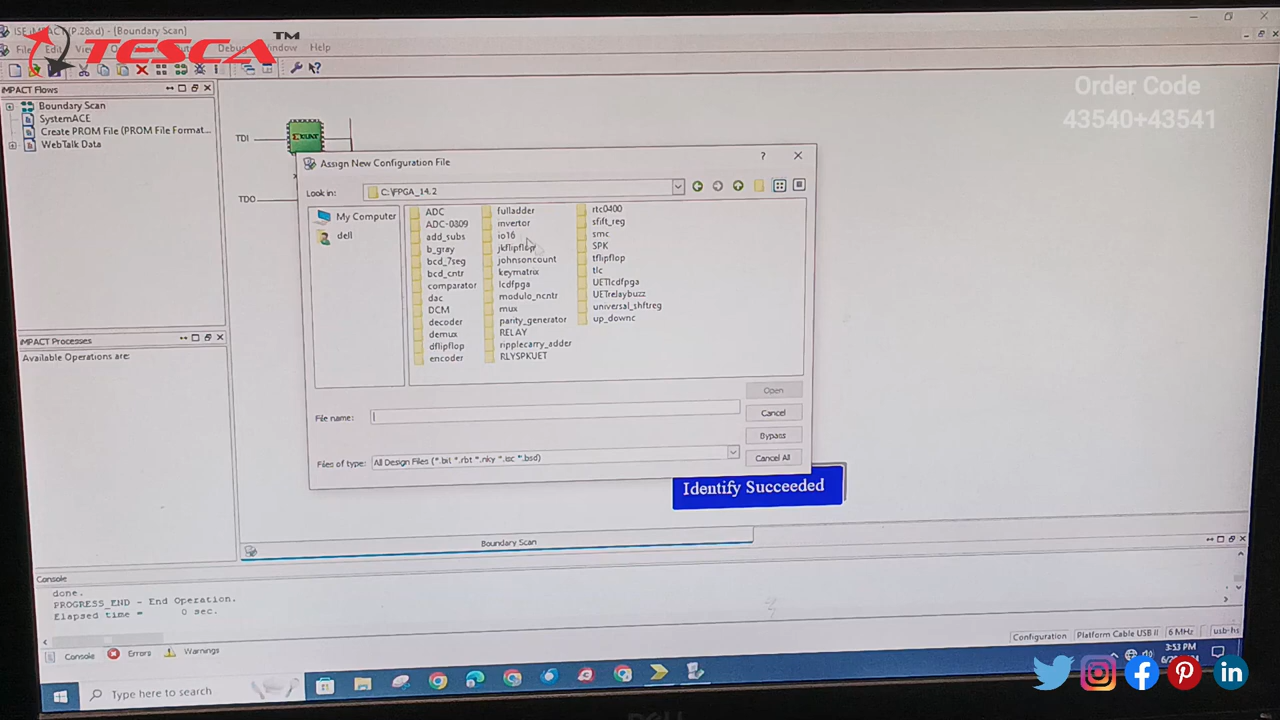 ISE iMPACT (P.28xd) - [Boundary Scan]
TESCA™
File Edit View Debug Window Help
Order Code
43540+43541
iMPACT Flows
Boundary Scan
SystemACE
Create PROM File (PROM File Format...
WebTalk Data
TDI
XILINX
TDO
Assign New Configuration File
?
Look in:
C:\FPGA_14.2
My Computer
dell
ADC
ADC-0809
add_subs
b_gray
bcd_7seg
bcd_cntr
comparator
dac
DCM
decoder
demux
dflipflop
encoder
fulladder
invertor
io16
jkflipflop
johnsoncount
keymatrix
lcdfpga
modulo_ncntr
mux
parity_generator
RELAY
ripplecarry_adder
RLYSPKUET
rtc0400
sfift_reg
smc
SPK
tflipflop
tlc
UETlcdfpga
UETrelaybuzz
universal_shftreg
up_downc
File name:
Files of type:
All Design Files (*.bit *.rbt *.nky *.isc *.bsd)
Open
Cancel
Bypass
Cancel All
iMPACT Processes
Available Operations are:
Identify Succeeded
Boundary Scan
Console
done.
PROGRESS_END - End Operation.
Elapsed time = 0 sec.
Console
Errors
Warnings
Configuration
Platform Cable USB II
6 MHz
usb-hs
Type here to search
3:53 PM